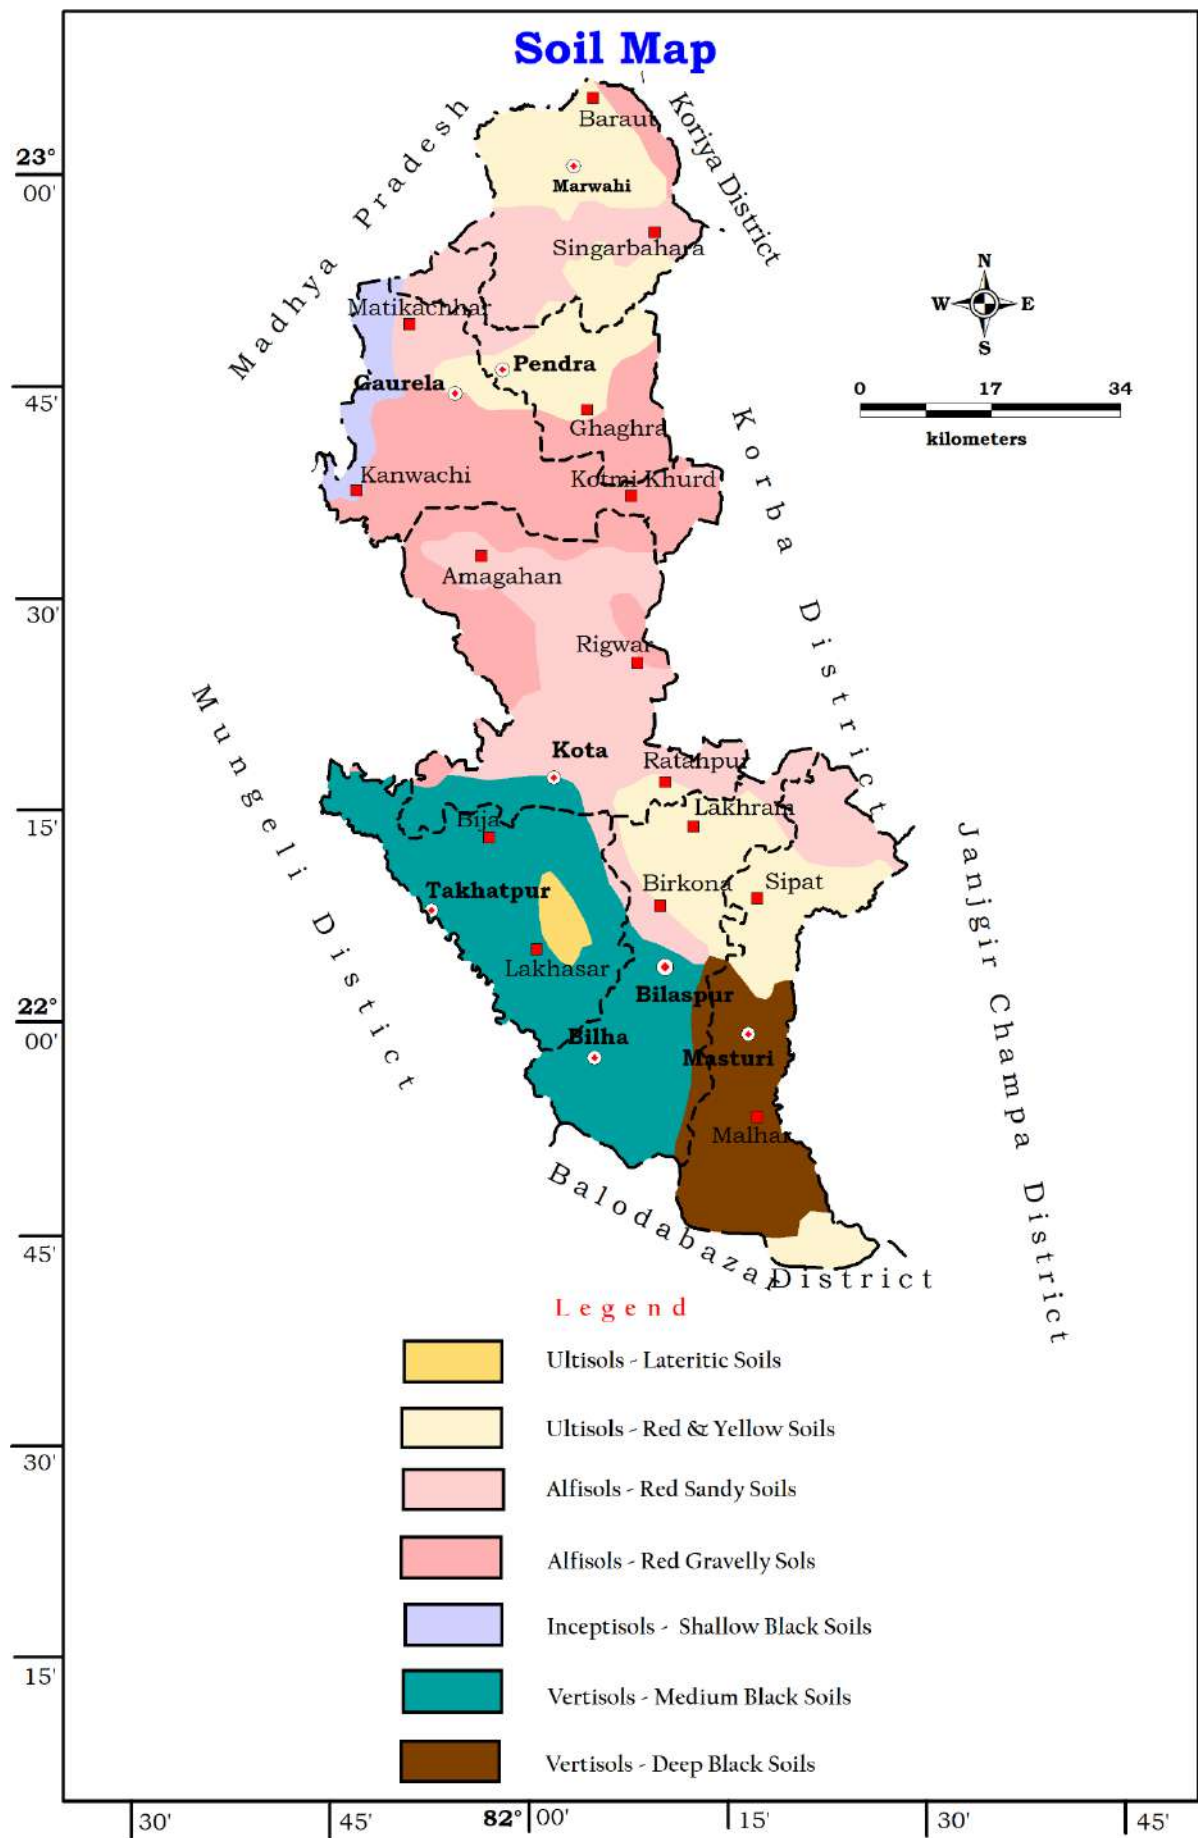 Soil Map
Baraut
Koriya District
Madhya Pradesh
23°
00'
Marwahi
Singarbahara
N
W E
S
Matikachhar
Pendra
Gaurela
45'
0 17 34
kilometers
Ghaghra
Korba District
Kanwachi
Kotmi Khurd
Amagahan
30'
Rigwar
Mungeli Distict
Kota
Ratanpur
Lakhram
15'
Bija
Janjgir Champa District
Birkona
Sipat
Takhatpur
Lakhasar
Bilaspur
22°
00'
Bilha
Masturi
Malhar
Balodabazar District
45'
Legend
Ultisols - Lateritic Soils
Ultisols - Red & Yellow Soils
30'
Alfisols - Red Sandy Soils
Alfisols - Red Gravelly Sols
Inceptisols - Shallow Black Soils
15'
Vertisols - Medium Black Soils
Vertisols - Deep Black Soils
30' 45' 82° 00' 15' 30' 45'